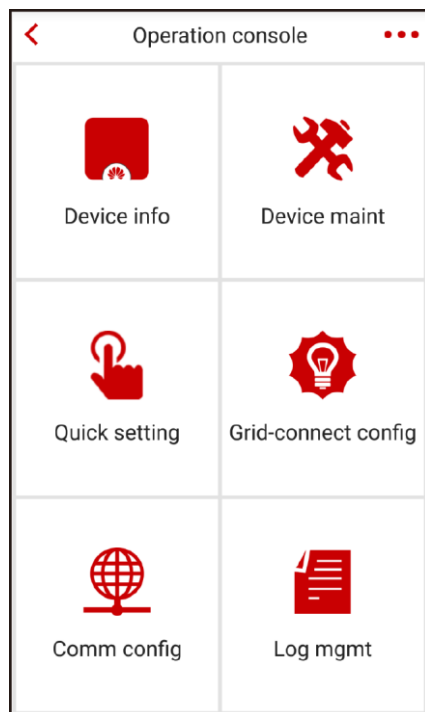 Operation console
Device info
Device maint
Quick setting
Grid-connect config
Comm config
Log mgmt